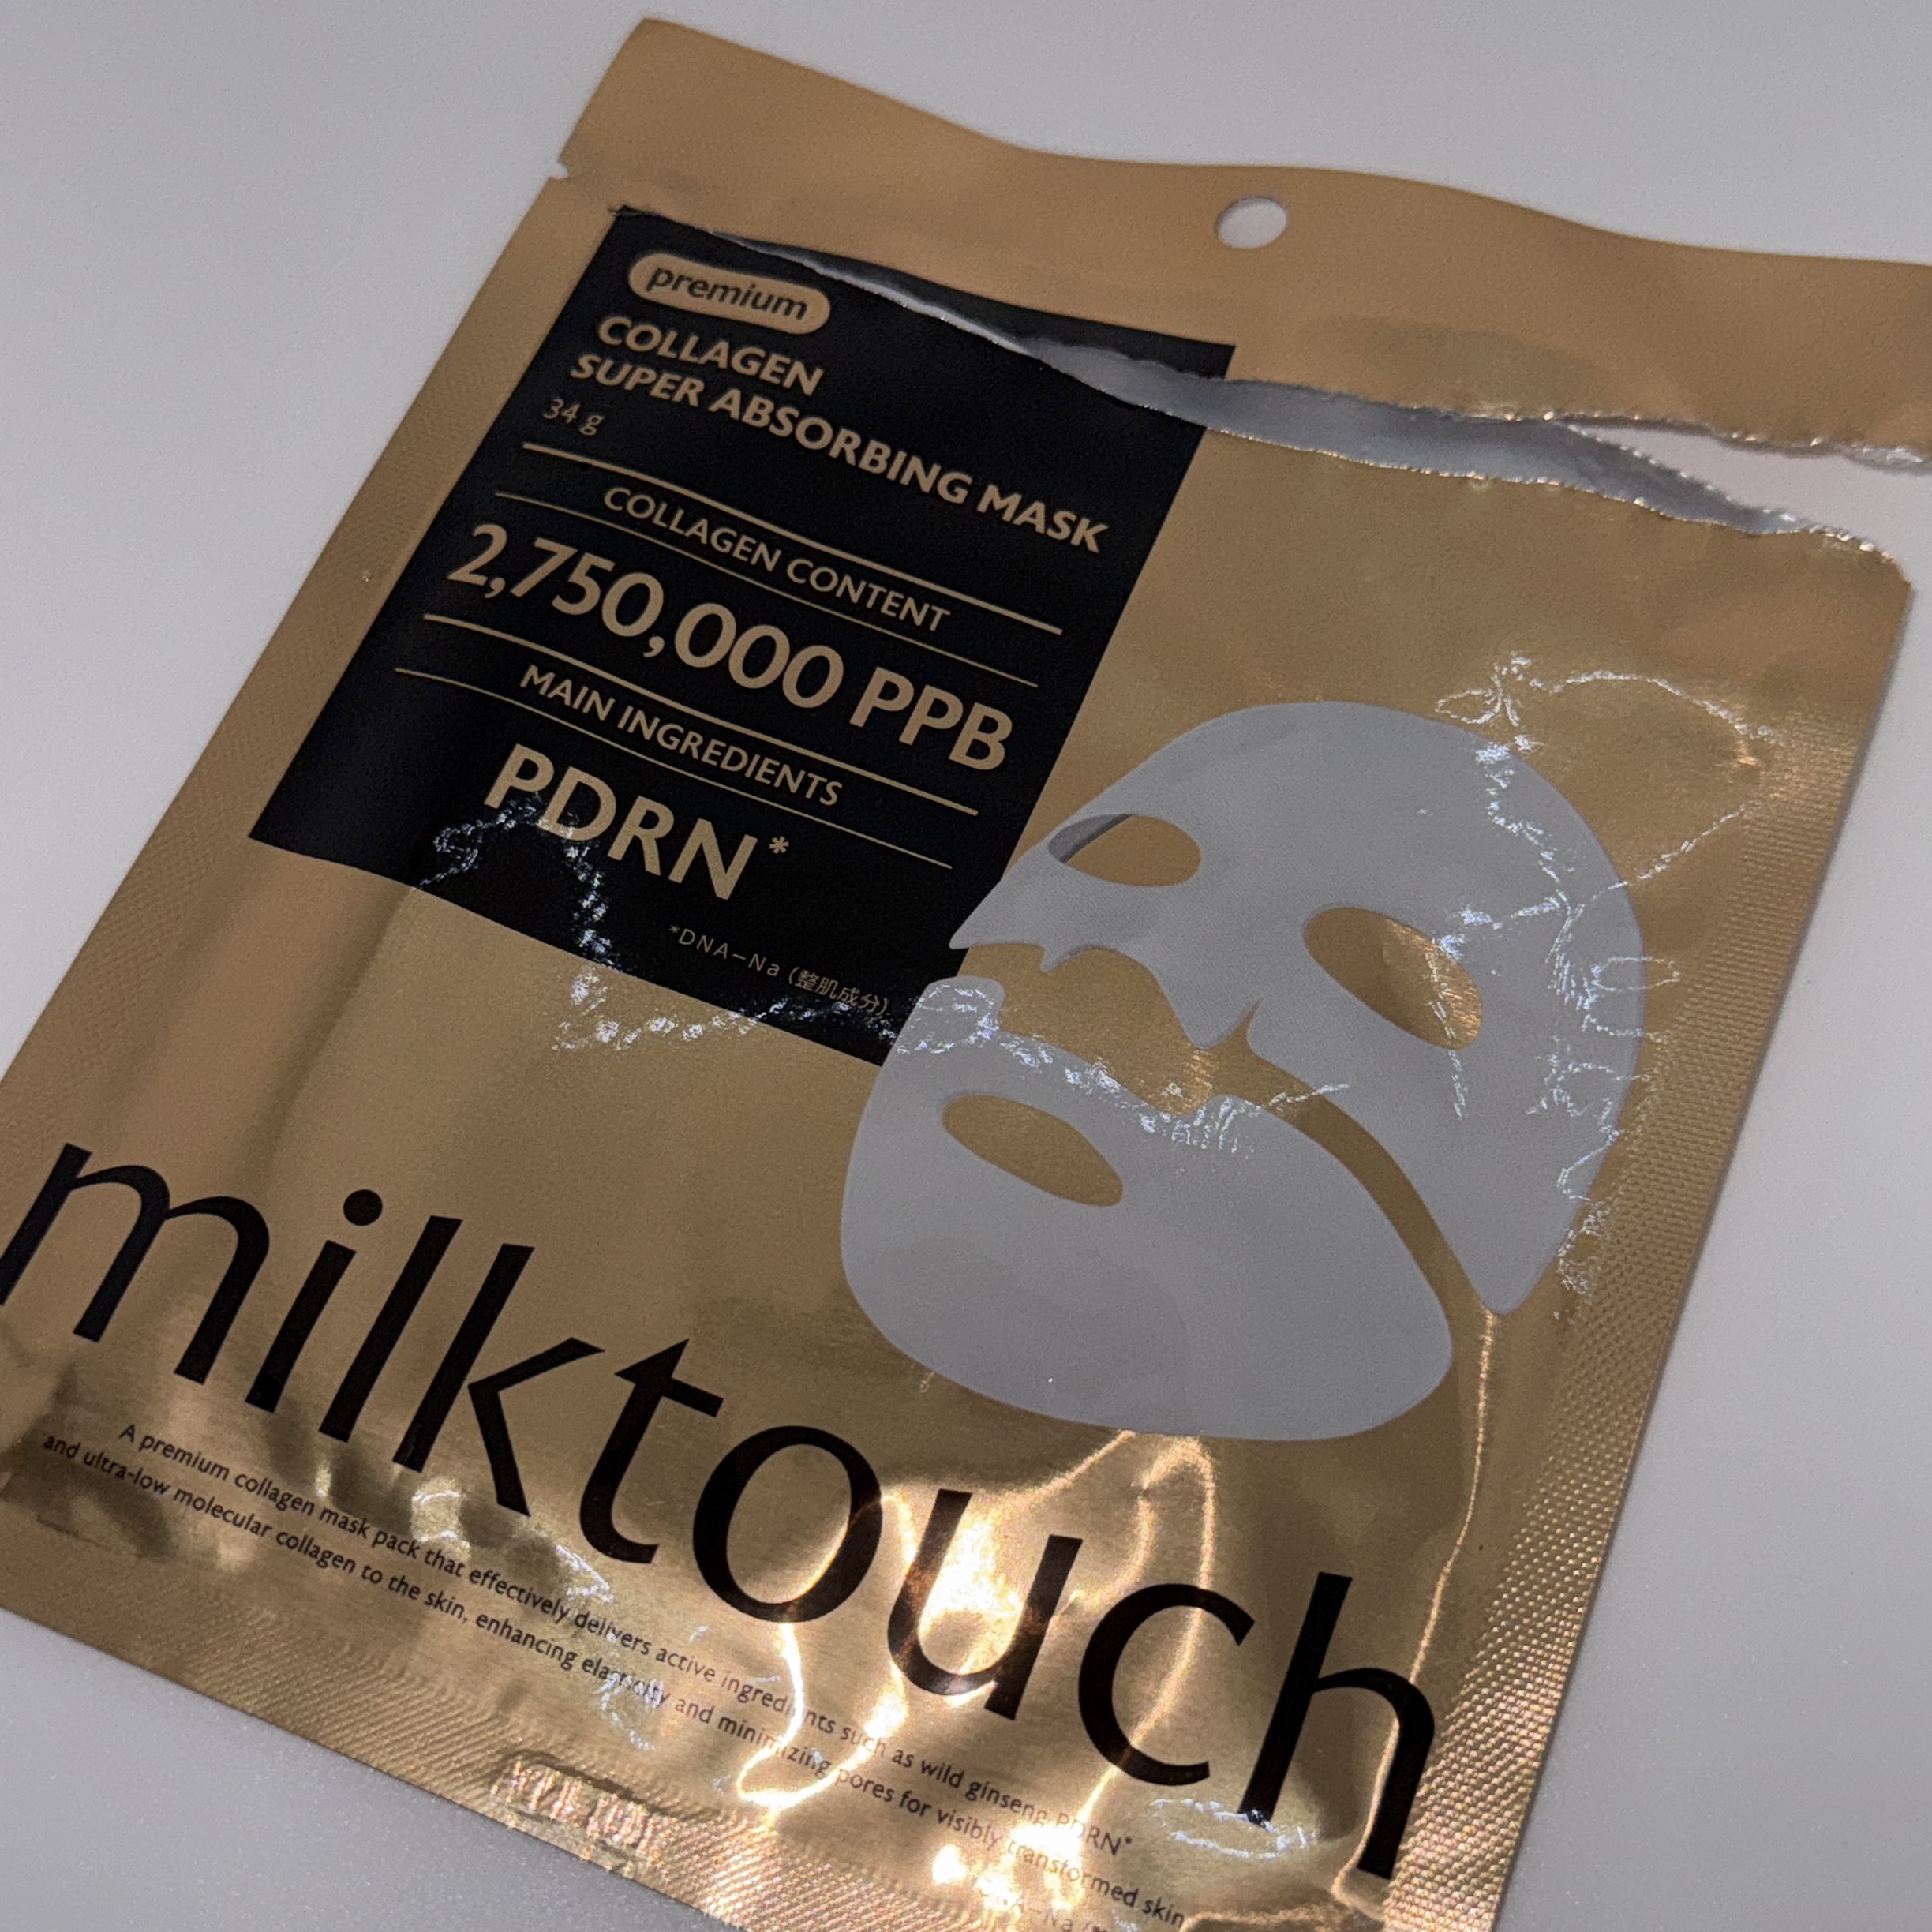 premium
COLLAGEN
SUPER ABSORBING MASK
34 g
COLLAGEN CONTENT
2,750,000 PPB
MAIN INGREDIENTS
PDRN*
*DNA-Na (整肌成分)
milktouch
A premium collagen mask pack that effectively delivers active ingredients such as wild ginseng PDRN*
and ultra-low molecular collagen to the skin, enhancing elasticity and minimizing pores for visibly transformed skin